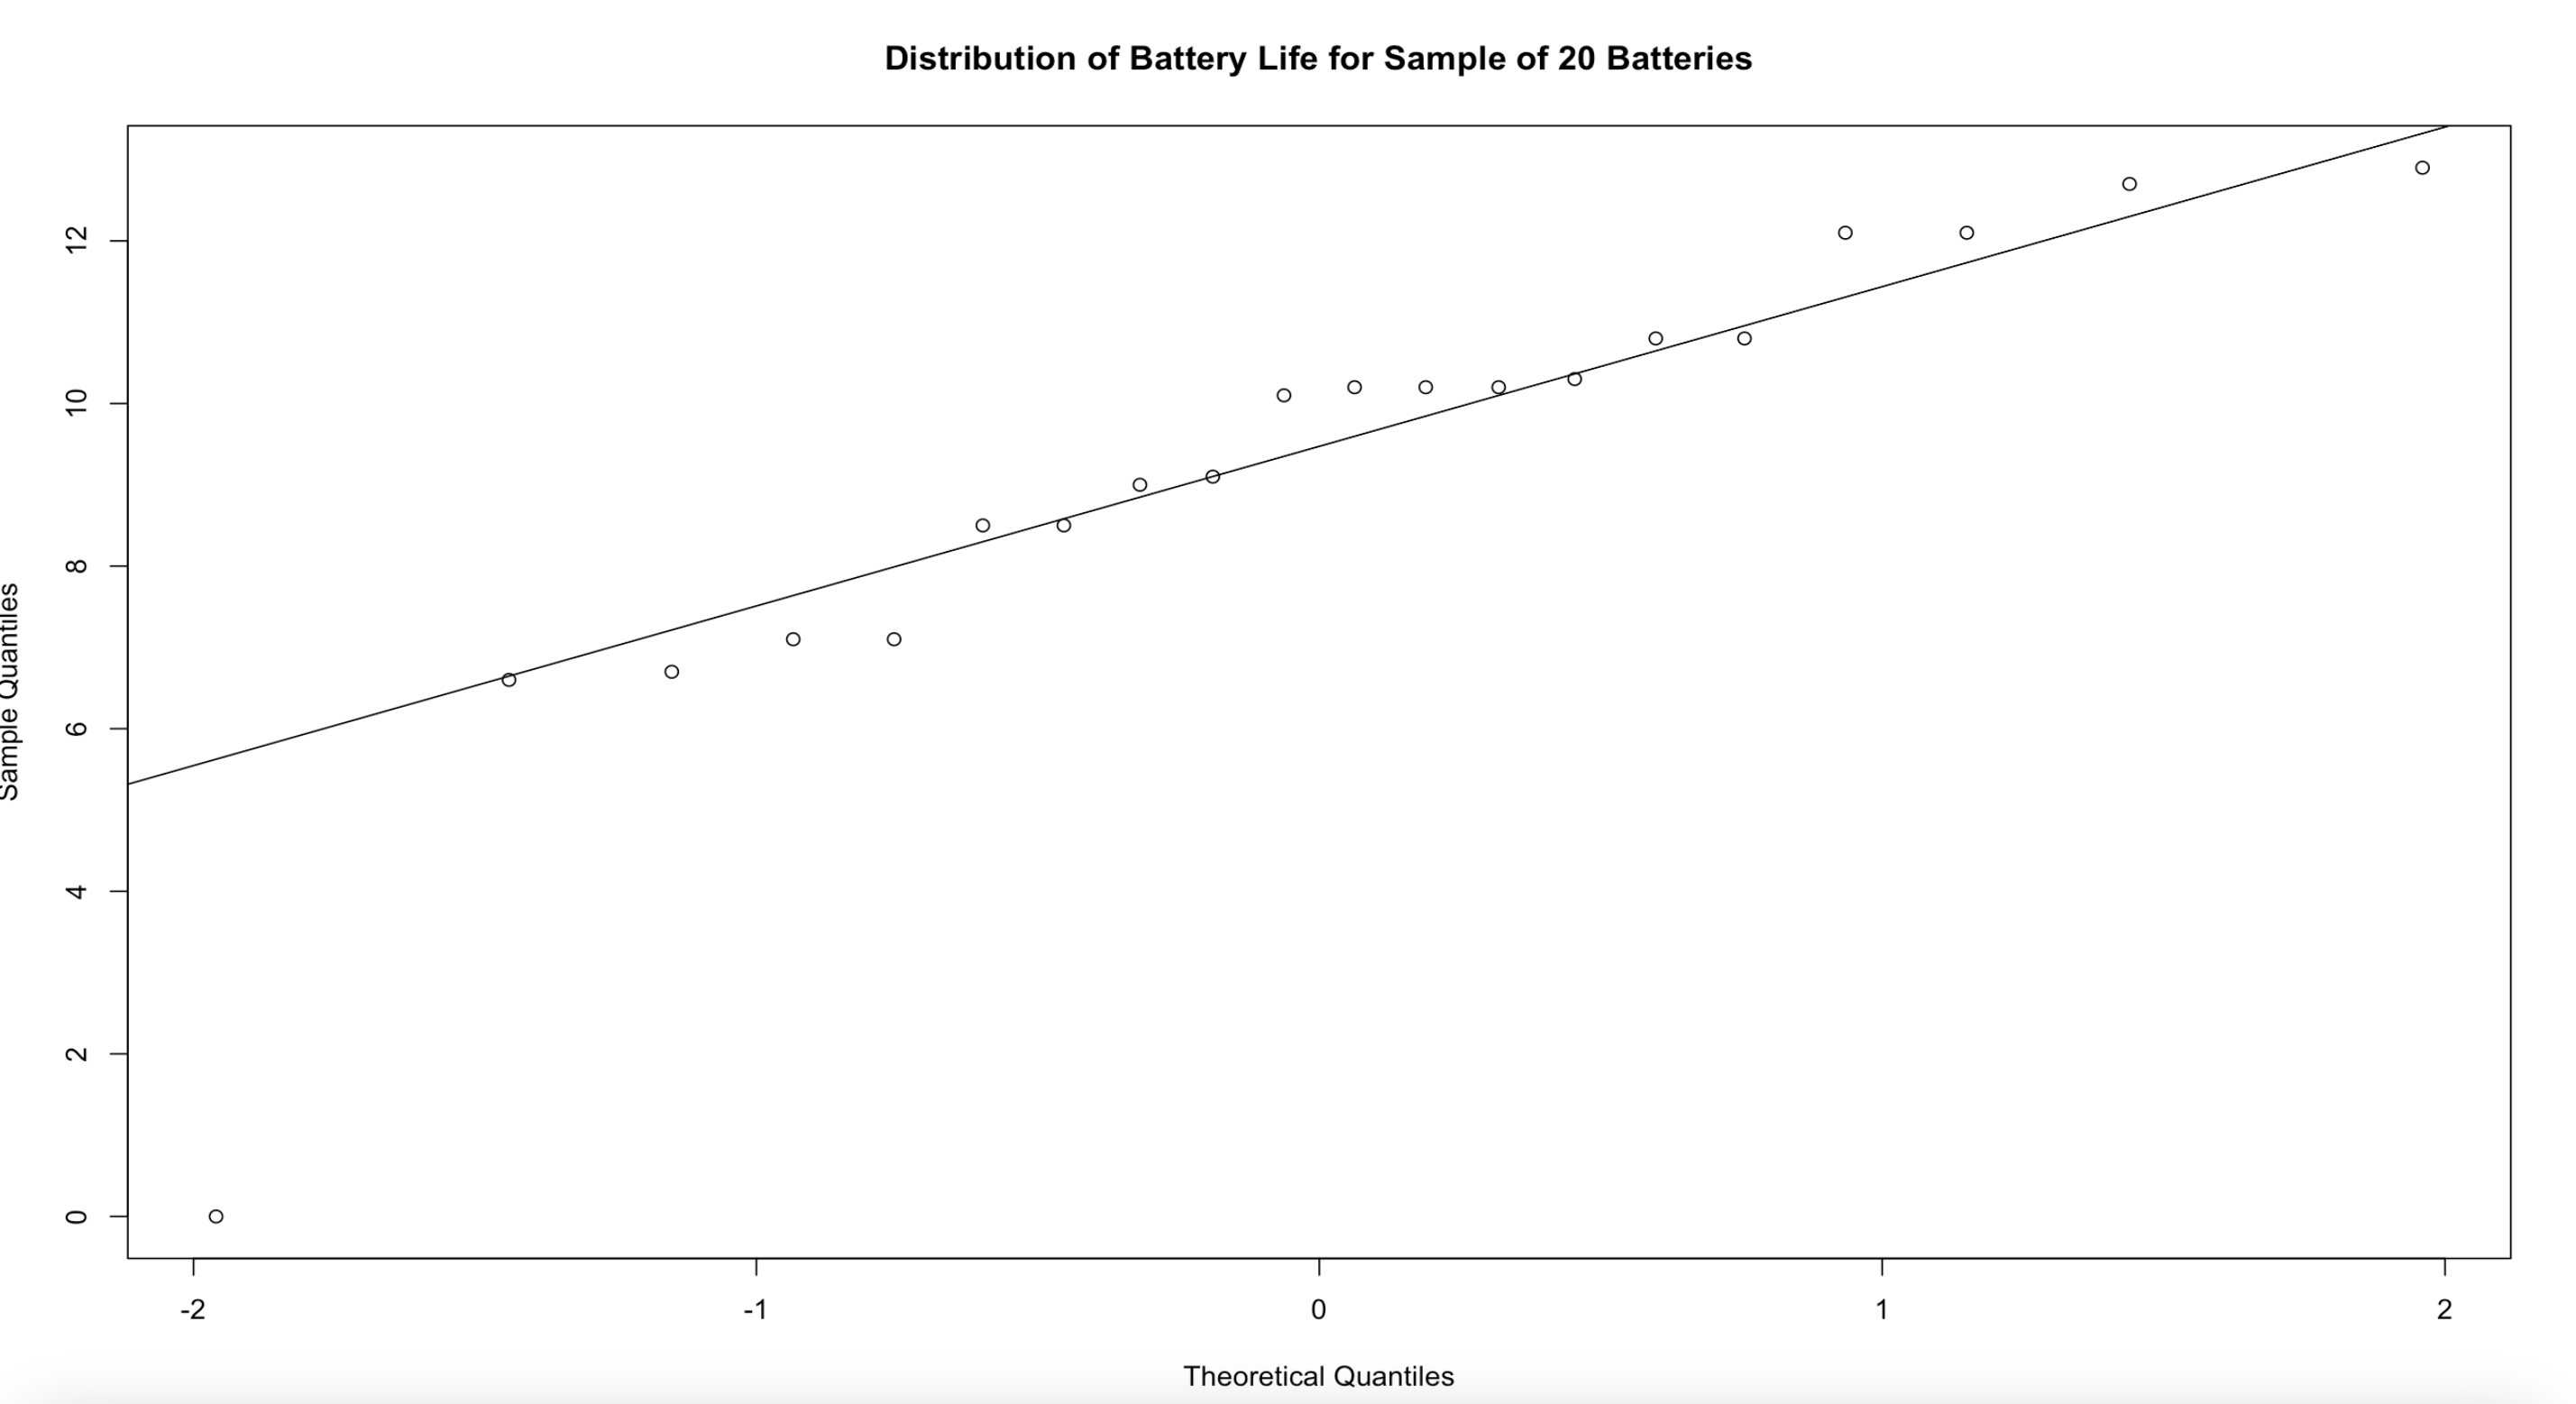 Distribution of Battery Life for Sample of 20 Batteries
Sample Quantiles
12
10
8
6
4
2
0
-2 -1 0 1 2
Theoretical Quantiles